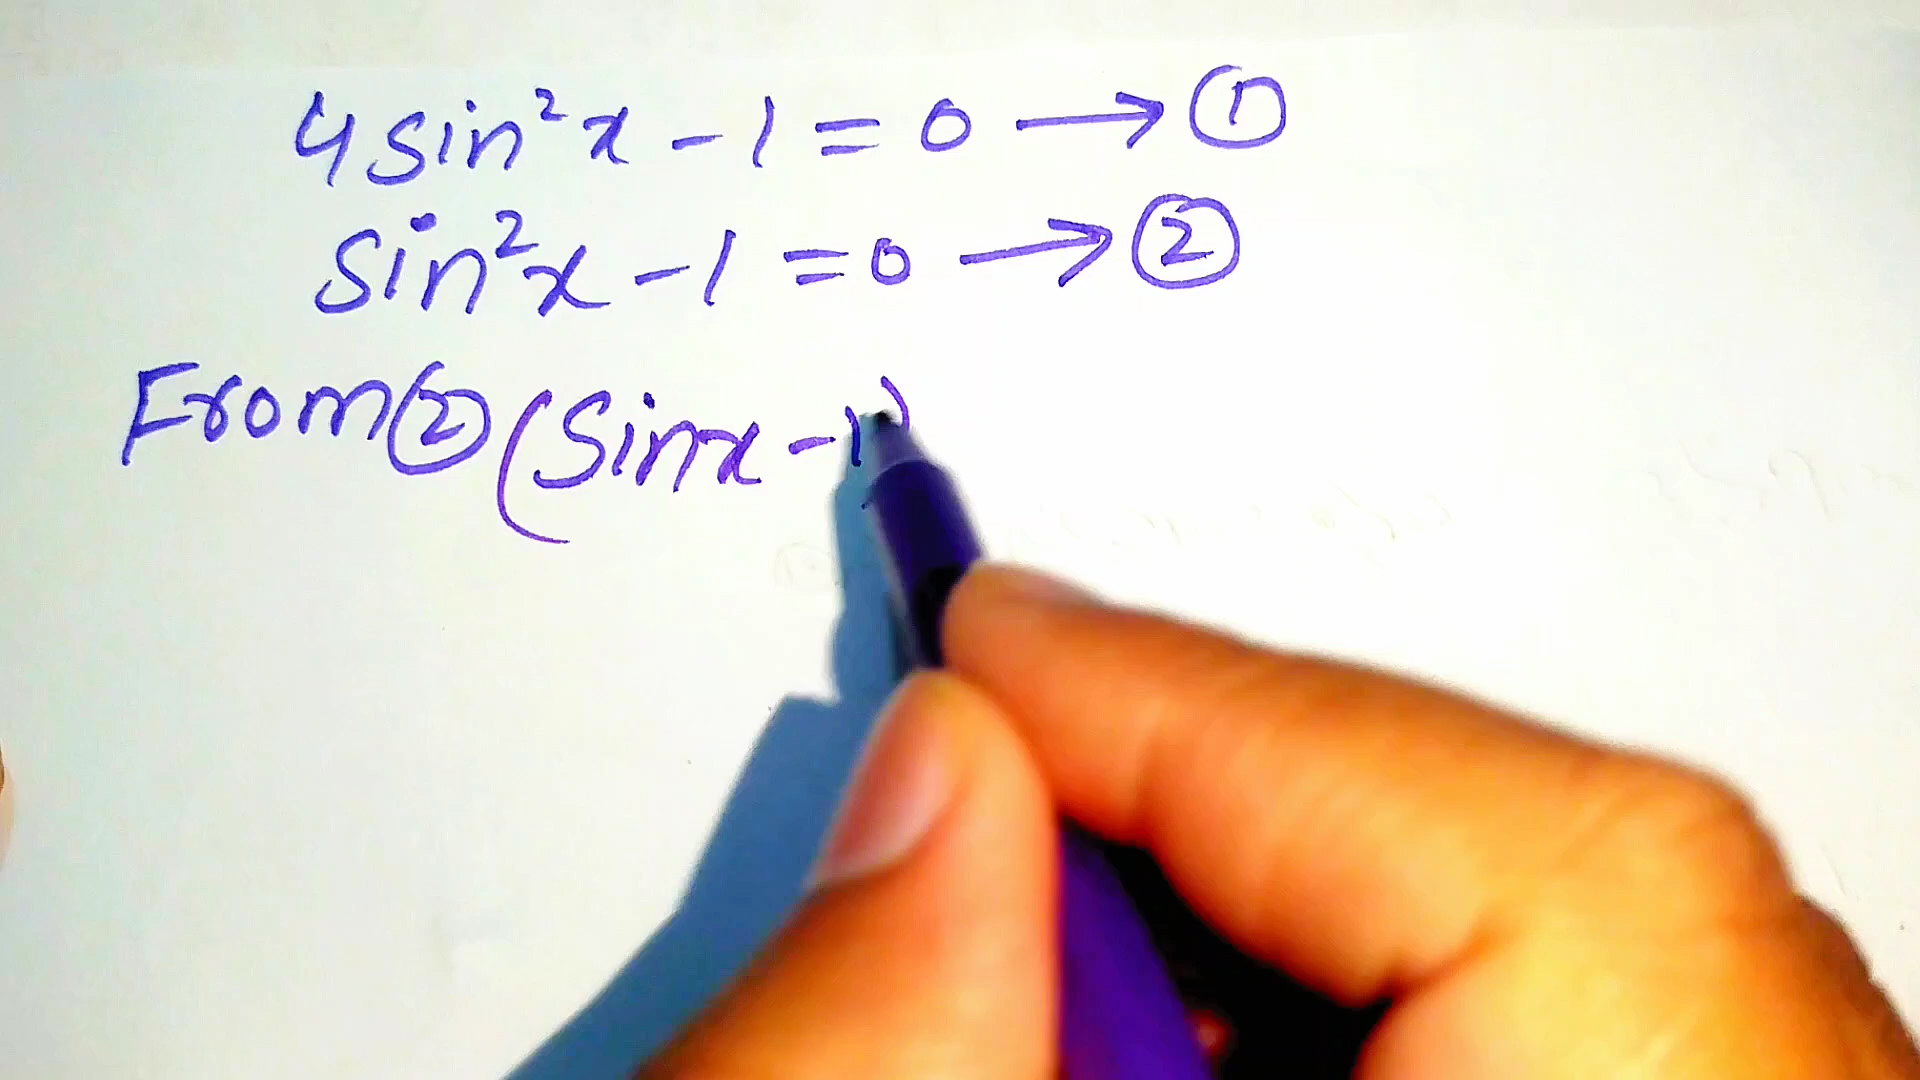 4sin²x - 1 = 0 → ①
sin²x - 1 = 0 → ②
From ② (Sinx - 1)